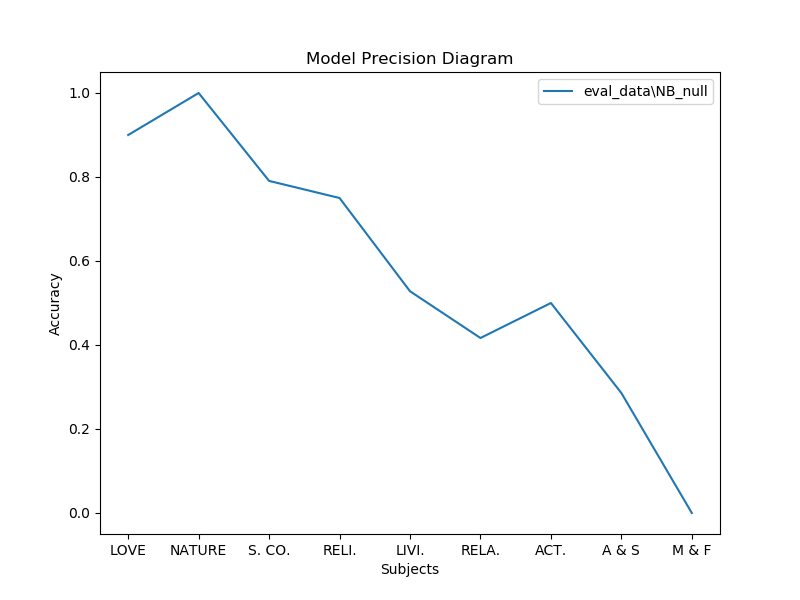 Model Precision Diagram
eval_data\NB_null
1.0
0.8
0.6
0.4
0.2
0.0
Accuracy
LOVE NATURE S. CO. RELI. LIVI. RELA. ACT. A & S M & F
Subjects